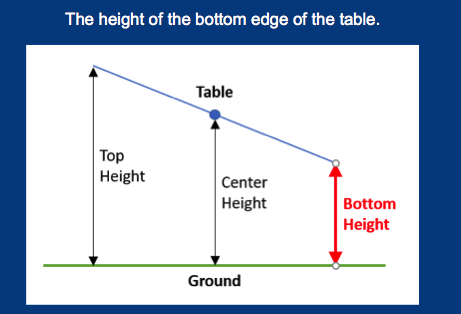 The height of the bottom edge of the table.
Table
Top
Height
Center
Height
Bottom
Height
Ground